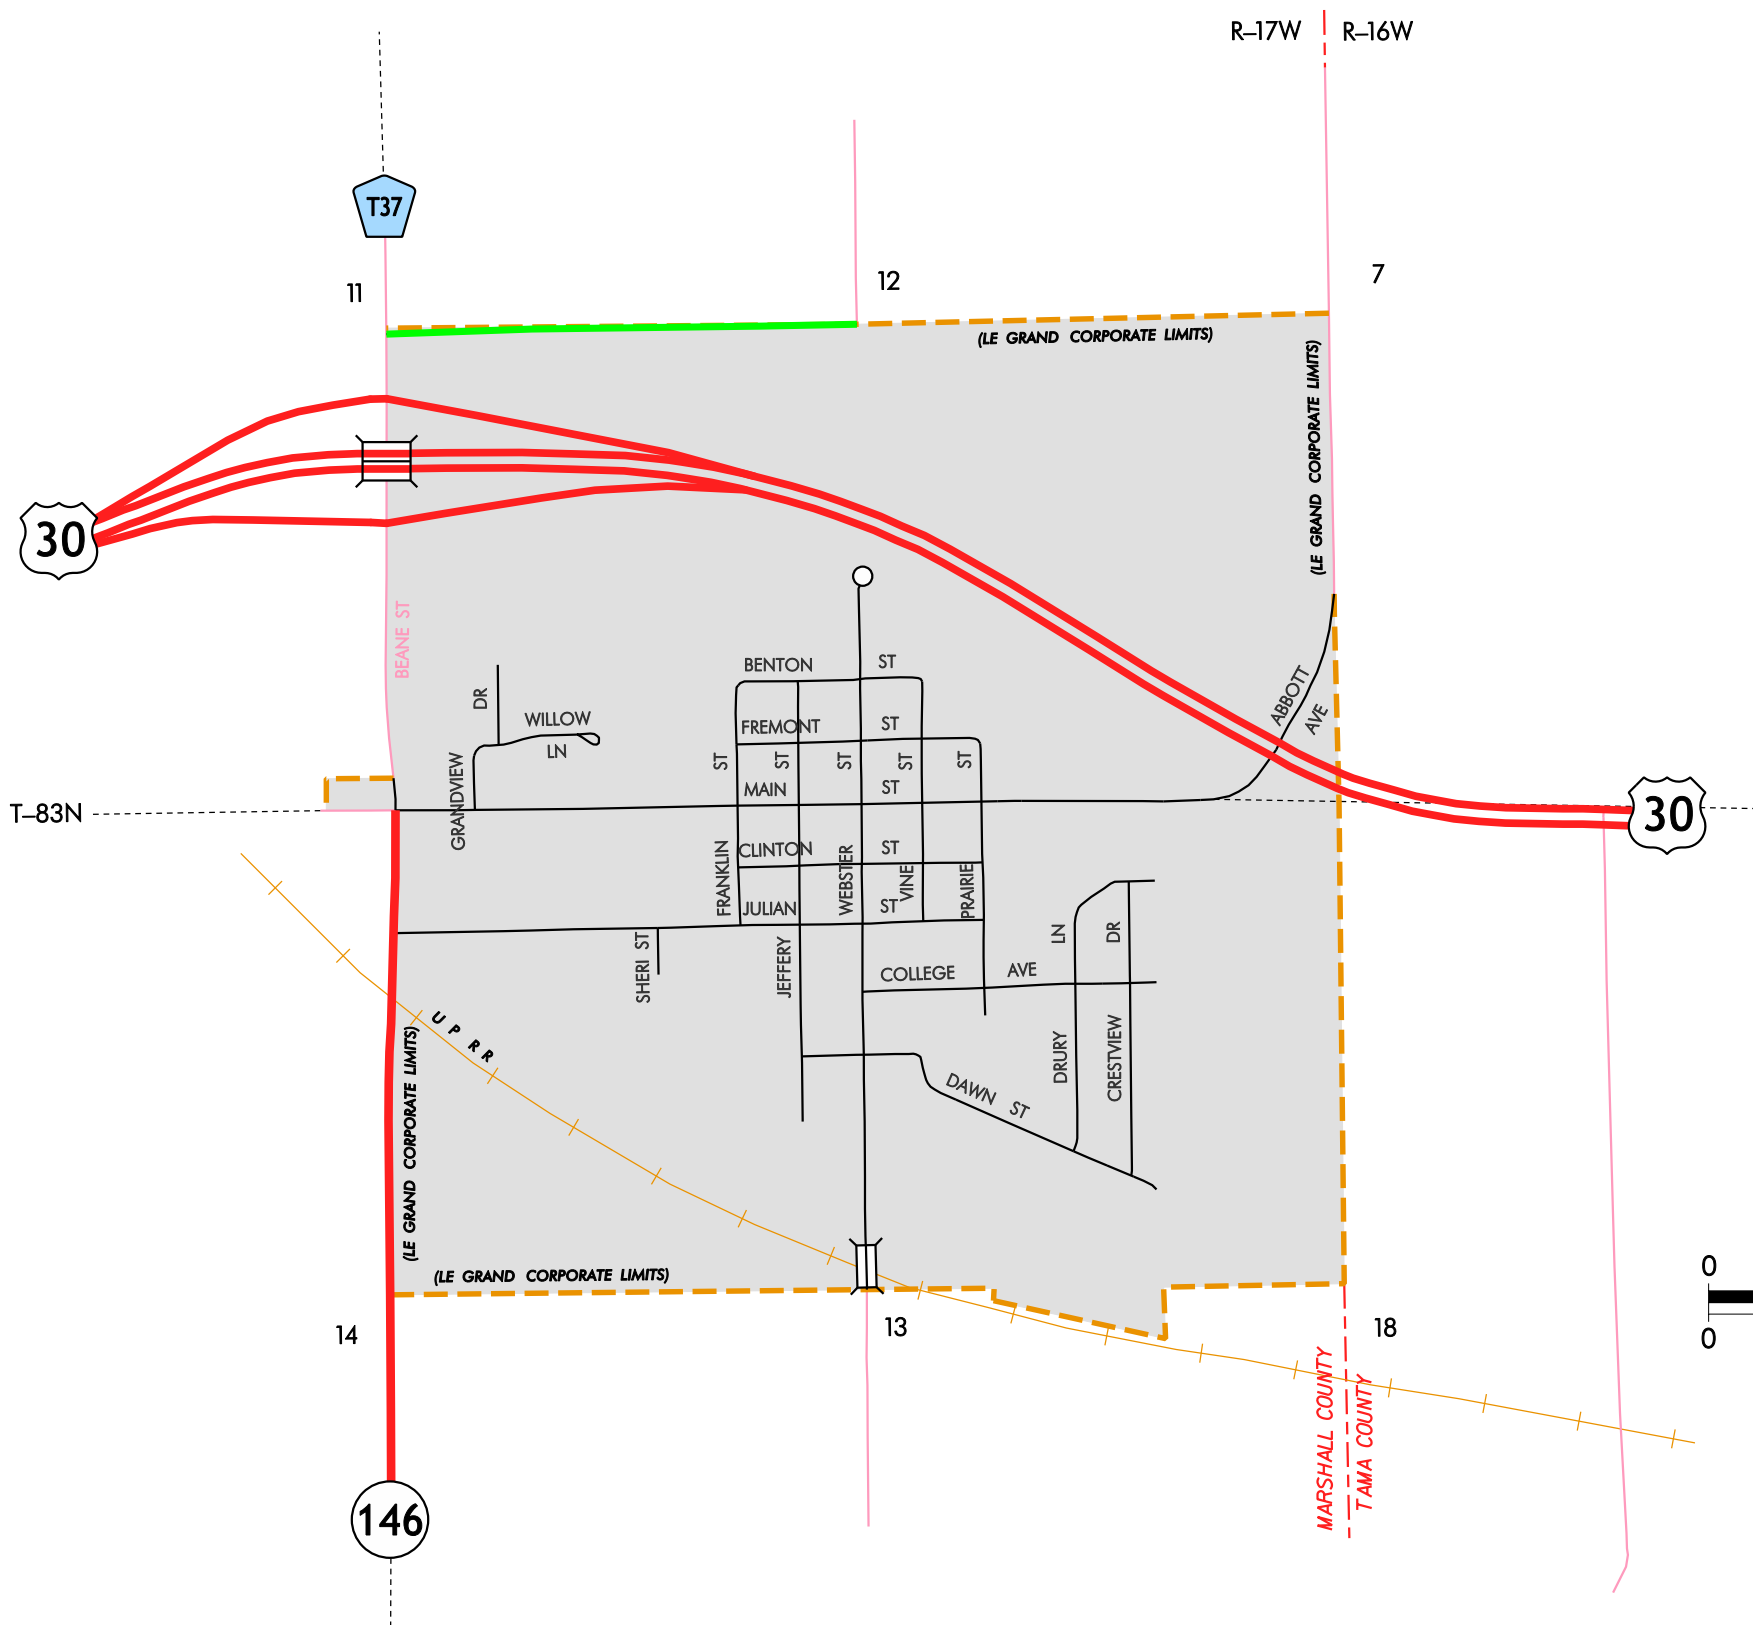 R–17W
R–16W
T37
11
12
7
(LE GRAND CORPORATE LIMITS)
(LE GRAND CORPORATE LIMITS)
30
BEANE ST
BENTON ST
DR
WILLOW
LN
FREMONT ST
ABBOTT
AVE
ST
ST
ST
ST
ST
GRANDVIEW
MAIN ST
T–83N
30
CLINTON ST
FRANKLIN
WEBSTER
VINE
PRAIRIE
JULIAN ST
SHERI ST
JEFFERY
LN
DR
COLLEGE AVE
U P R R
DRURY
CRESTVIEW
DAWN ST
(LE GRAND CORPORATE LIMITS)
(LE GRAND CORPORATE LIMITS)
0
0
14
13
18
MARSHALL COUNTY
TAMA COUNTY
146